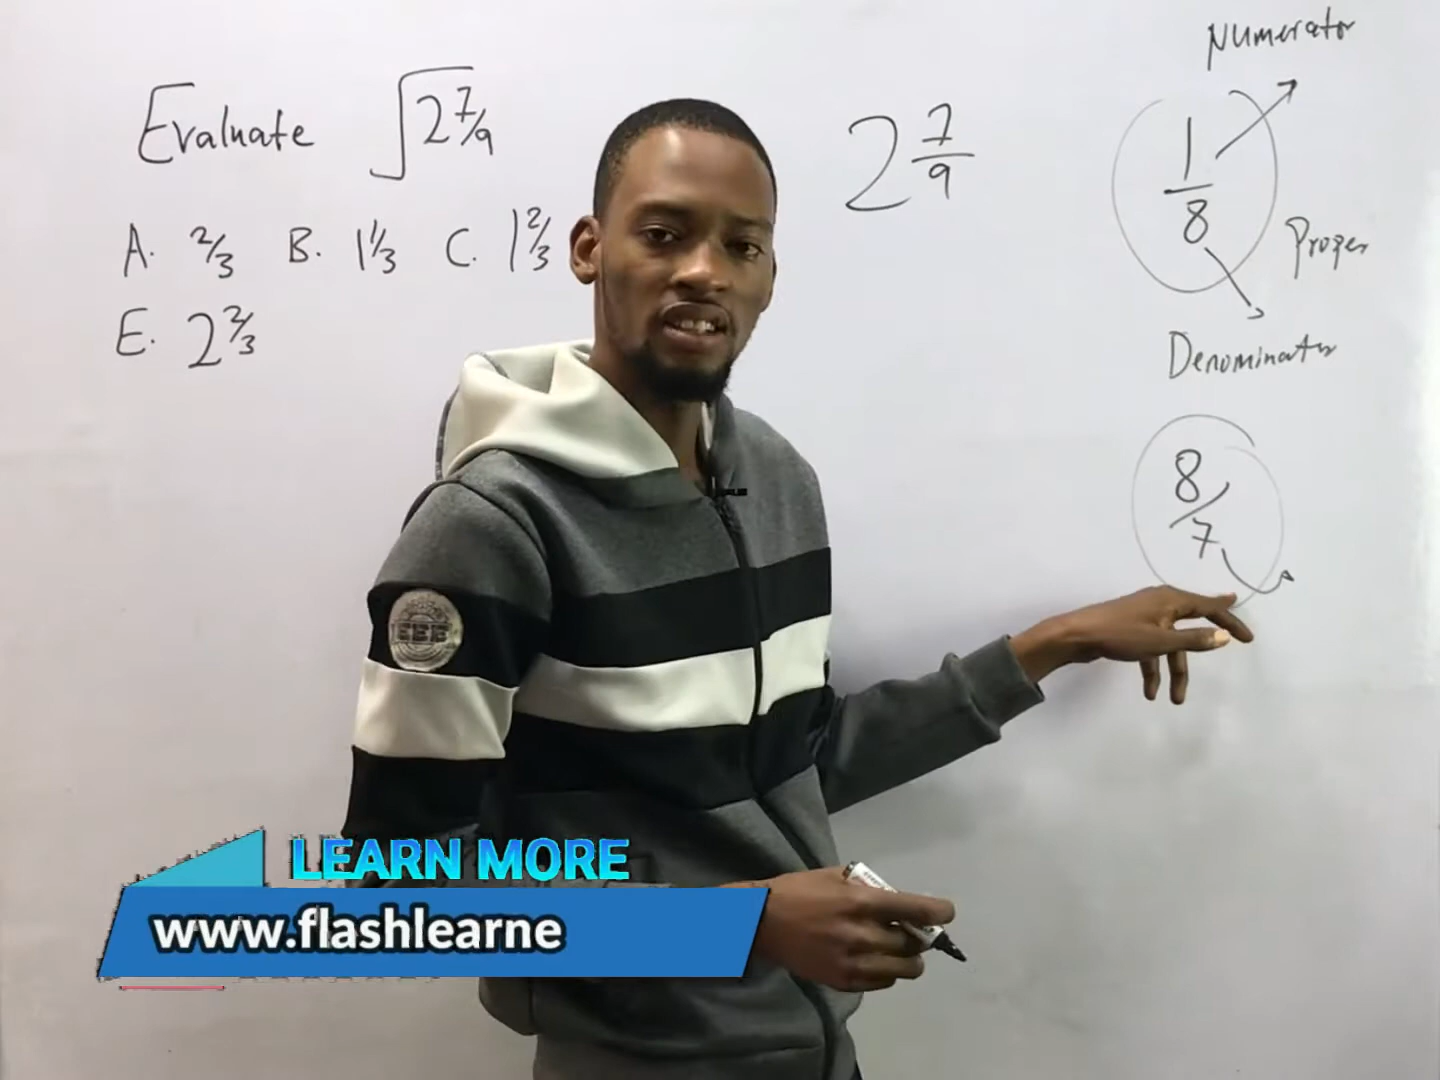 Evaluate √2 7/9
A. 2/3 B. 1 1/3 C. 1 2/3
E. 2 2/3
2 7/9
Numerator
1/8
Proper
Denominator
8/7
EEE
LEARN MORE
www.flashlearne